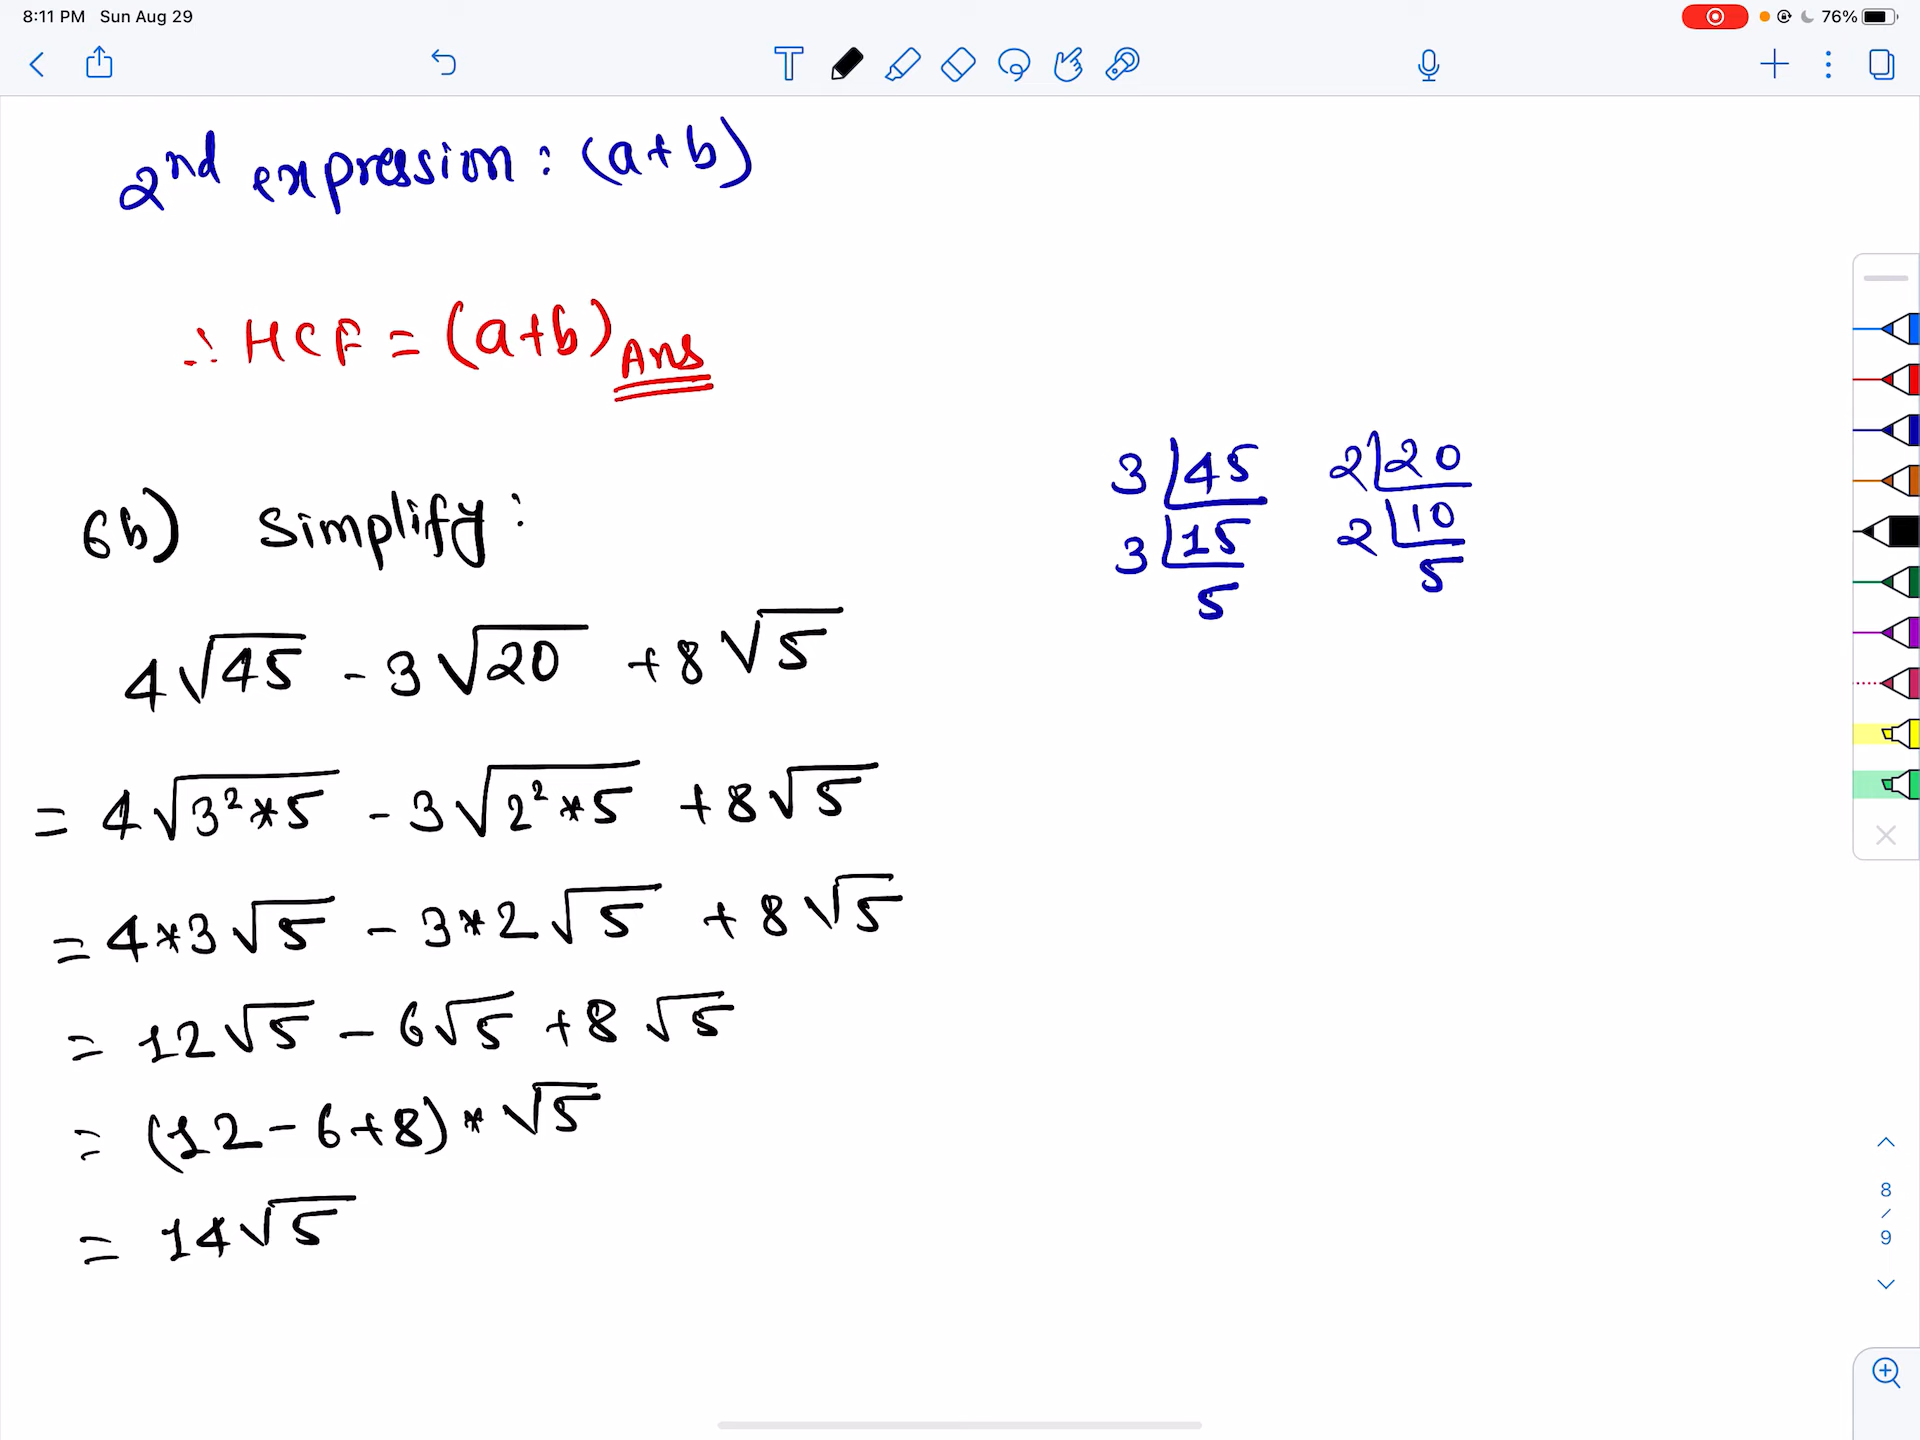 8:11 PM Sun Aug 29
76%
2nd expression: (a+b)
∴ HCF = (a+b) Ans
6b) Simplify:
3 | 45
3 | 15
5
2 | 20
2 | 10
5
4√45 - 3√20 + 8√5
= 4√3²*5 - 3√2²*5 + 8√5
= 4*3√5 - 3*2√5 + 8√5
= 12√5 - 6√5 + 8√5
= (12-6+8)*√5
= 14√5
8
/
9